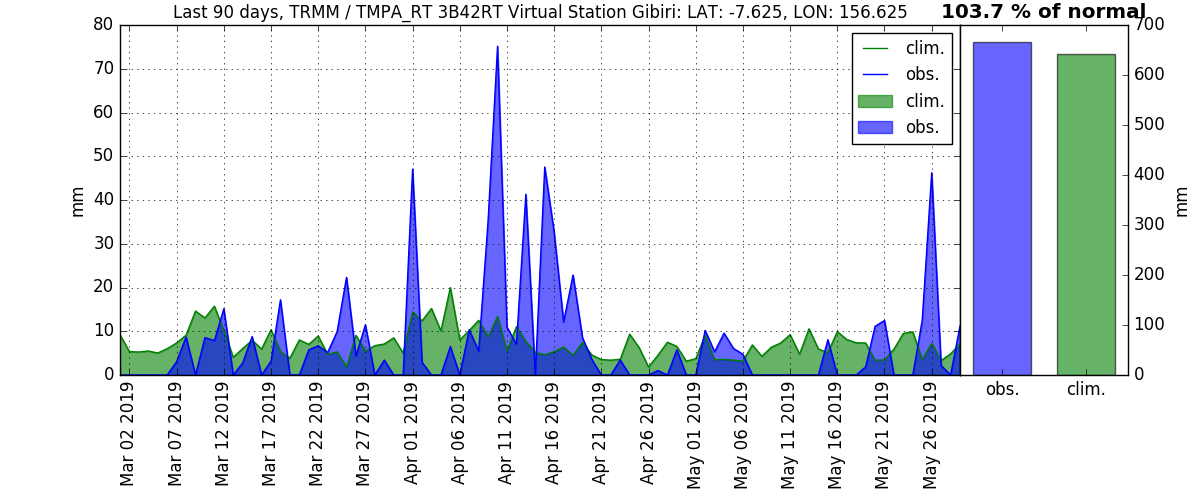 Last 90 days, TRMM / TMPA_RT 3B42RT Virtual Station Gibiri: LAT: -7.625, LON: 156.625
103.7 % of normal
80
70
60
50
40
30
20
10
0
mm
clim.
obs.
clim.
obs.
700
600
500
400
300
200
100
0
mm
Mar 02 2019
Mar 07 2019
Mar 12 2019
Mar 17 2019
Mar 22 2019
Mar 27 2019
Apr 01 2019
Apr 06 2019
Apr 11 2019
Apr 16 2019
Apr 21 2019
Apr 26 2019
May 01 2019
May 06 2019
May 11 2019
May 16 2019
May 21 2019
May 26 2019
obs.
clim.